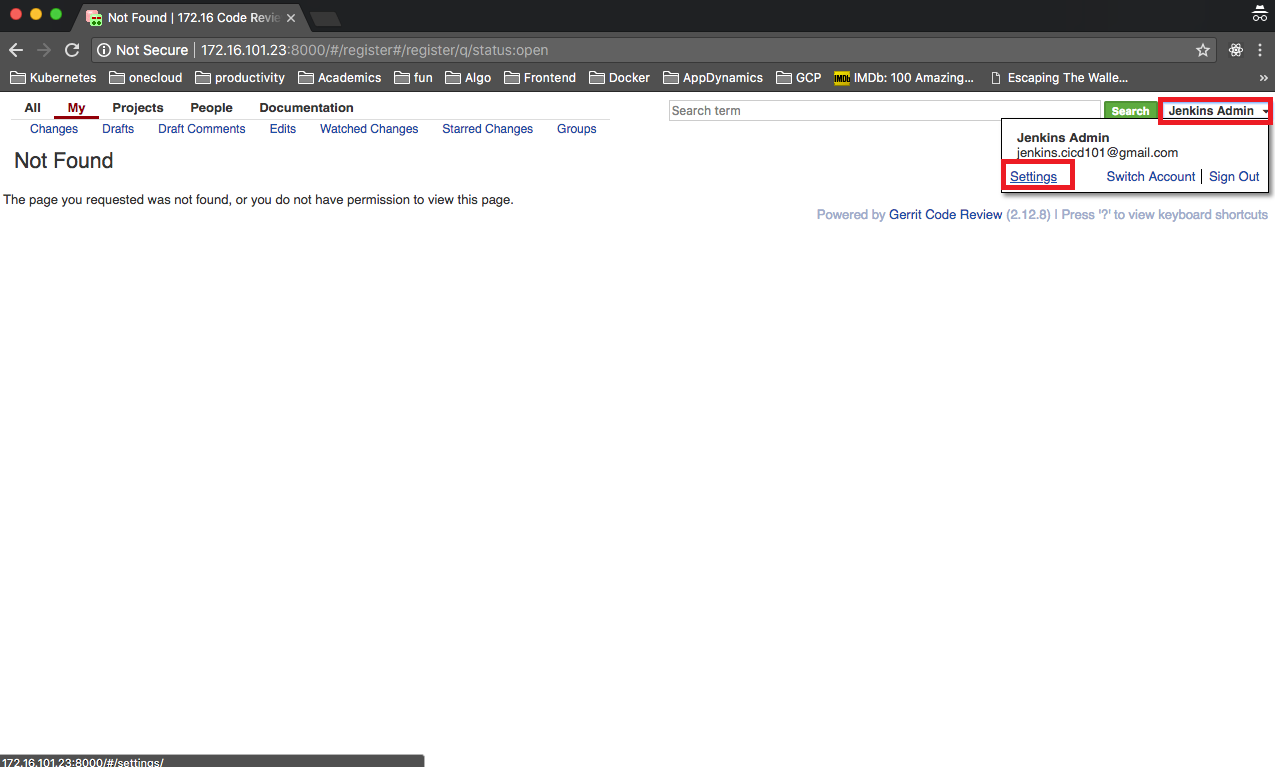 Not Found | 172.16 Code Revie
Not Secure 172.16.101.23:8000/#/register#/register/q/status:open
Kubernetes onecloud productivity Academics fun Algo Frontend Docker AppDynamics GCP IMDb IMDb: 100 Amazing... Escaping The Walle... »
All My Projects People Documentation Search term Search Jenkins Admin
Changes Drafts Draft Comments Edits Watched Changes Starred Changes Groups
Jenkins Admin
jenkins.cicd101@gmail.com
Settings Switch Account | Sign Out
Not Found
The page you requested was not found, or you do not have permission to view this page.
Powered by Gerrit Code Review (2.12.8) | Press '?' to view keyboard shortcuts
172.16.101.23:8000/#/settings/